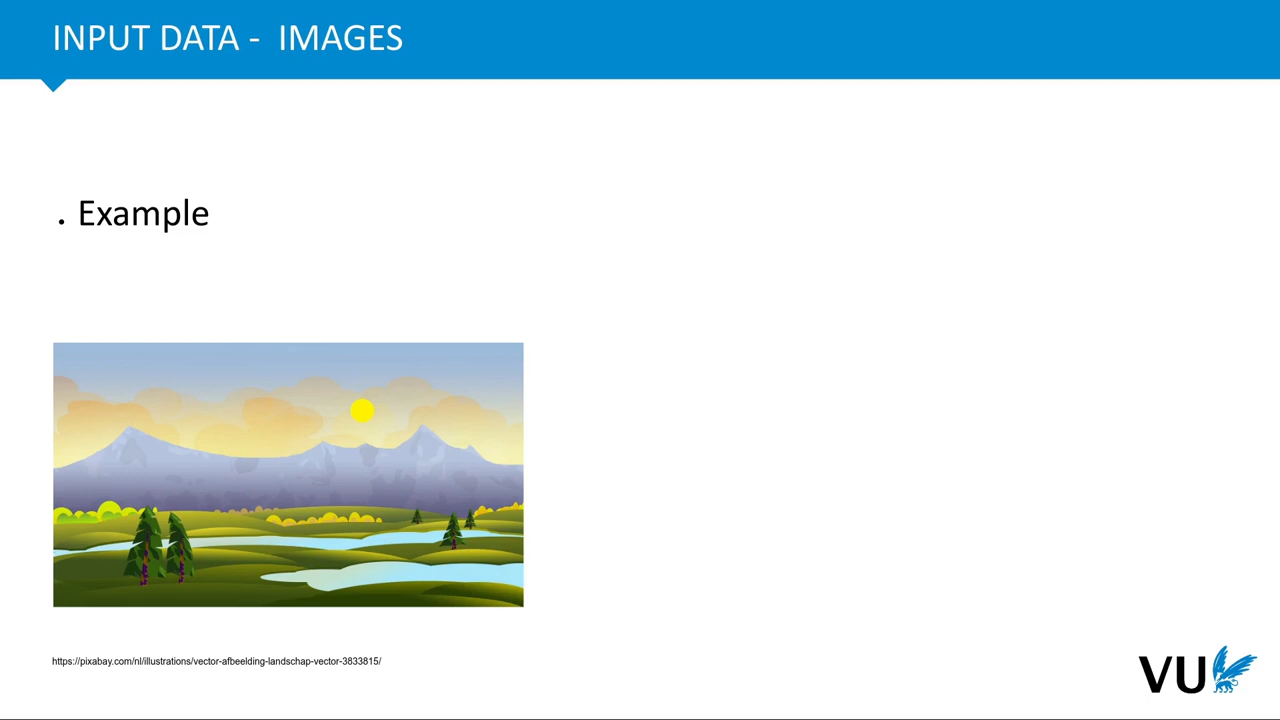 INPUT DATA - IMAGES
. Example
https://pixabay.com/nl/illustrations/vector-afbeelding-landschap-vector-3833815/
VU